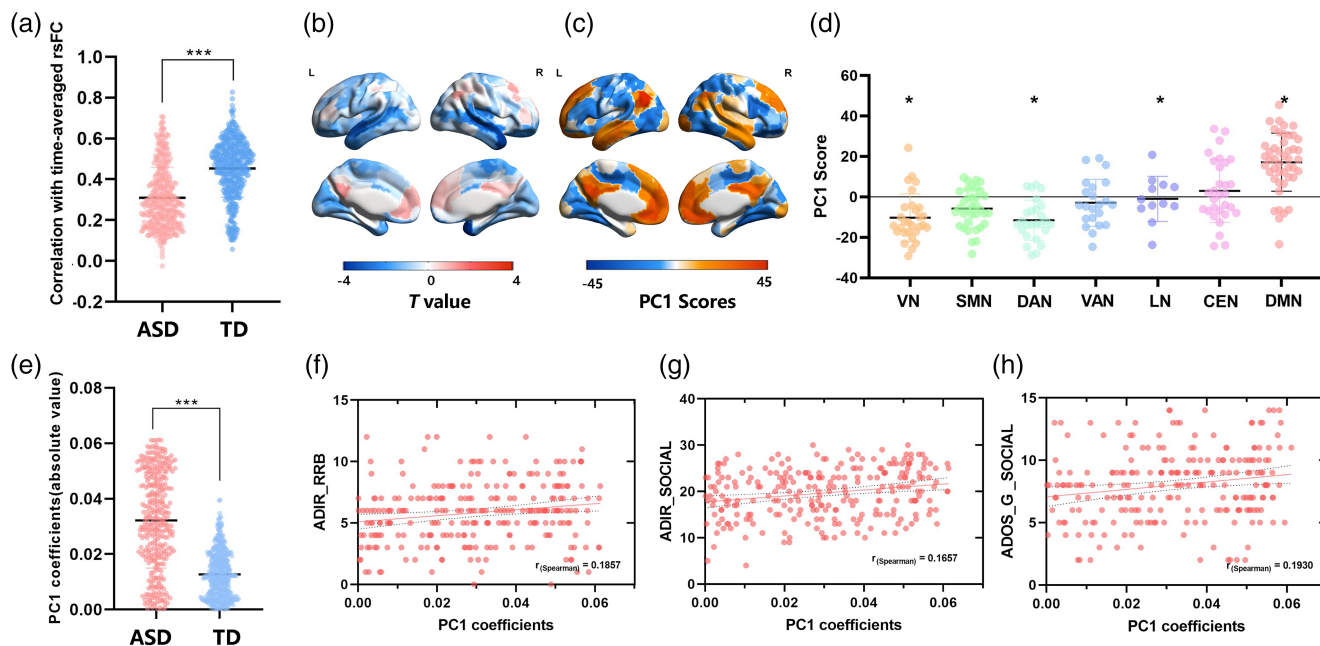 (a)
Correlation with time-averaged rsFC
1.0
0.8
0.6
0.4
0.2
0.0
-0.2
***
ASD TD
(b)
L R
-4 0 4
T value
(c)
L R
-45 45
PC1 Scores
(d)
PC1 Score
60
40
20
0
-20
-40
* * * *
VN SMN DAN VAN LN CEN DMN
(e)
PC1 coefficients(absolute value)
0.08
0.06
0.04
0.02
0.00
***
ASD TD
(f)
ADIR_RRB
15
10
5
0
r(Spearman) = 0.1857
0.00 0.02 0.04 0.06
PC1 coefficients
(g)
ADIR_SOCIAL
40
30
20
10
0
r(Spearman) = 0.1657
0.00 0.02 0.04 0.06
PC1 coefficients
(h)
ADOS_G_SOCIAL
15
10
5
0
r(Spearman) = 0.1930
0.00 0.02 0.04 0.06
PC1 coefficients